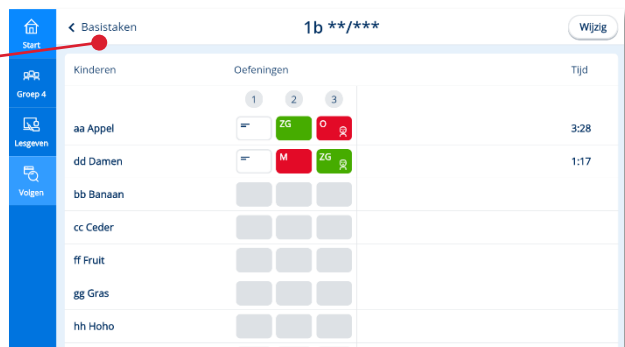 Start
Groep 4
Lesgeven
Volgen
Basistaken
1b **/***
Wijzig
Kinderen Oefeningen Tijd
1 2 3
aa Appel ZG O 3:28
dd Damen M ZG 1:17
bb Banaan
cc Ceder
ff Fruit
gg Gras
hh Hoho